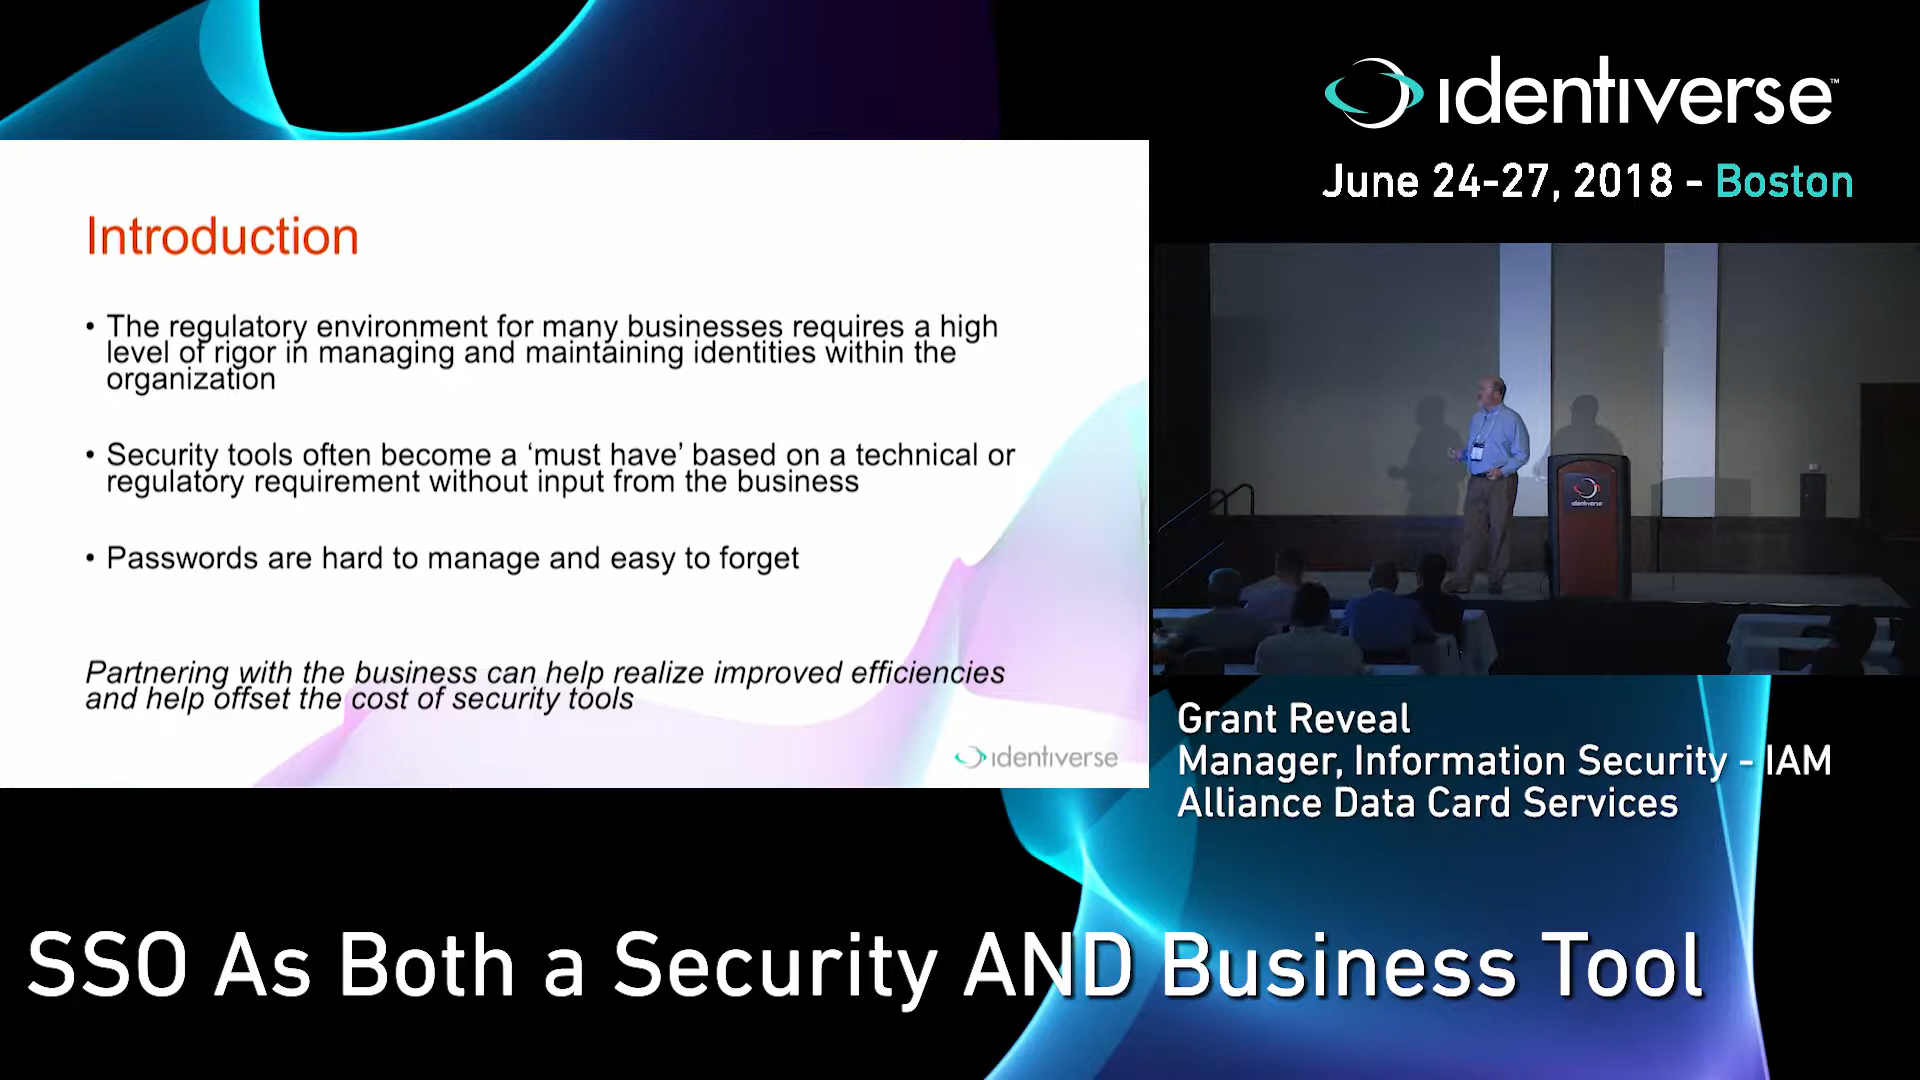 identiverse™
June 24-27, 2018 - Boston
Introduction
• The regulatory environment for many businesses requires a high
level of rigor in managing and maintaining identities within the
organization
• Security tools often become a ‘must have’ based on a technical or
regulatory requirement without input from the business
• Passwords are hard to manage and easy to forget
Partnering with the business can help realize improved efficiencies
and help offset the cost of security tools
identiverse
identiverse
Grant Reveal
Manager, Information Security - IAM
Alliance Data Card Services
SSO As Both a Security AND Business Tool